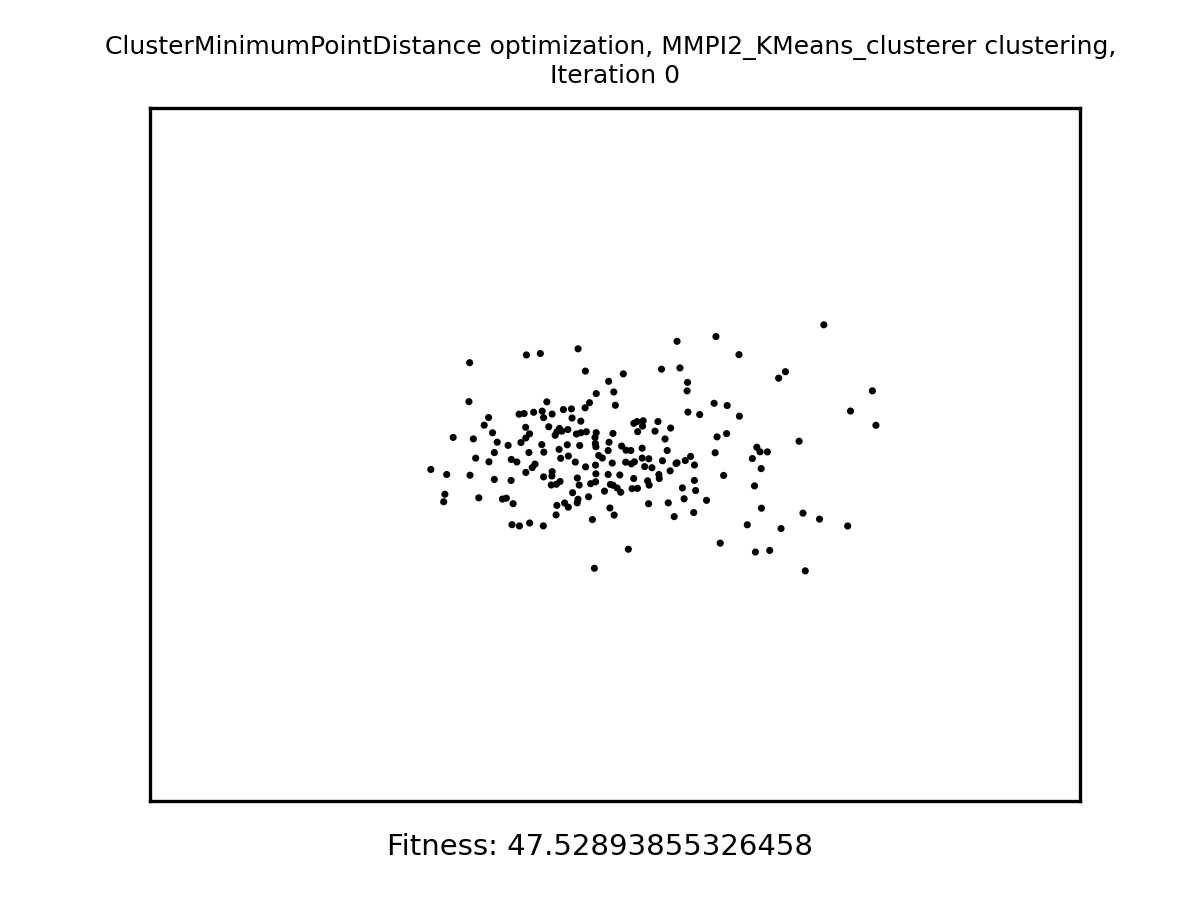 ClusterMinimumPointDistance optimization, MMPI2_KMeans_clusterer clustering,
Iteration 0
Fitness: 47.52893855326458